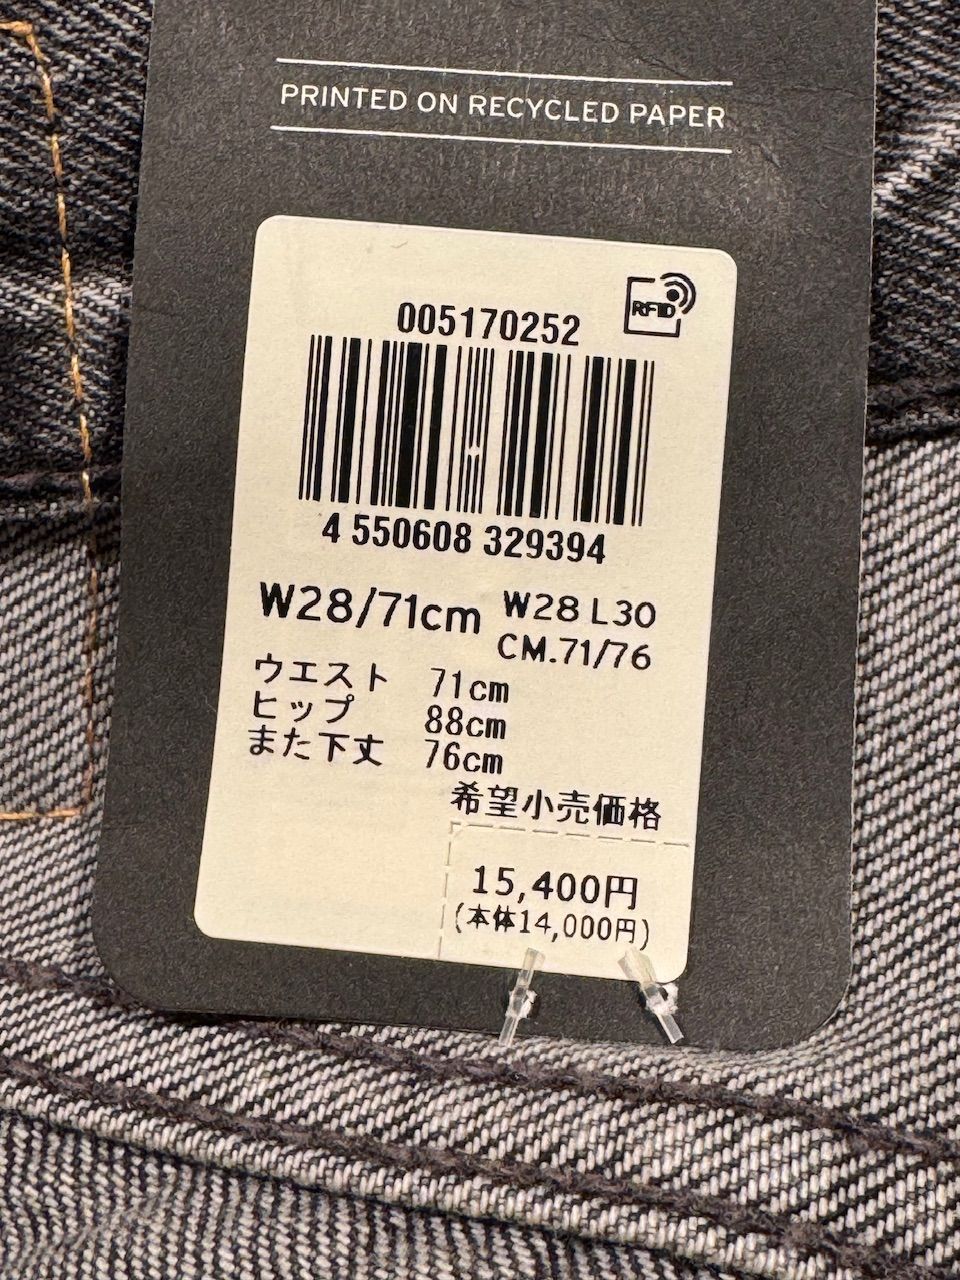 PRINTED ON RECYCLED PAPER
RFID
005170252
4 550608 329394
W28/71cm
W28 L30
CM.71/76
ウエスト 71cm
ヒップ 88cm
また下丈 76cm
希望小売価格
15,400円
(本体14,000円)